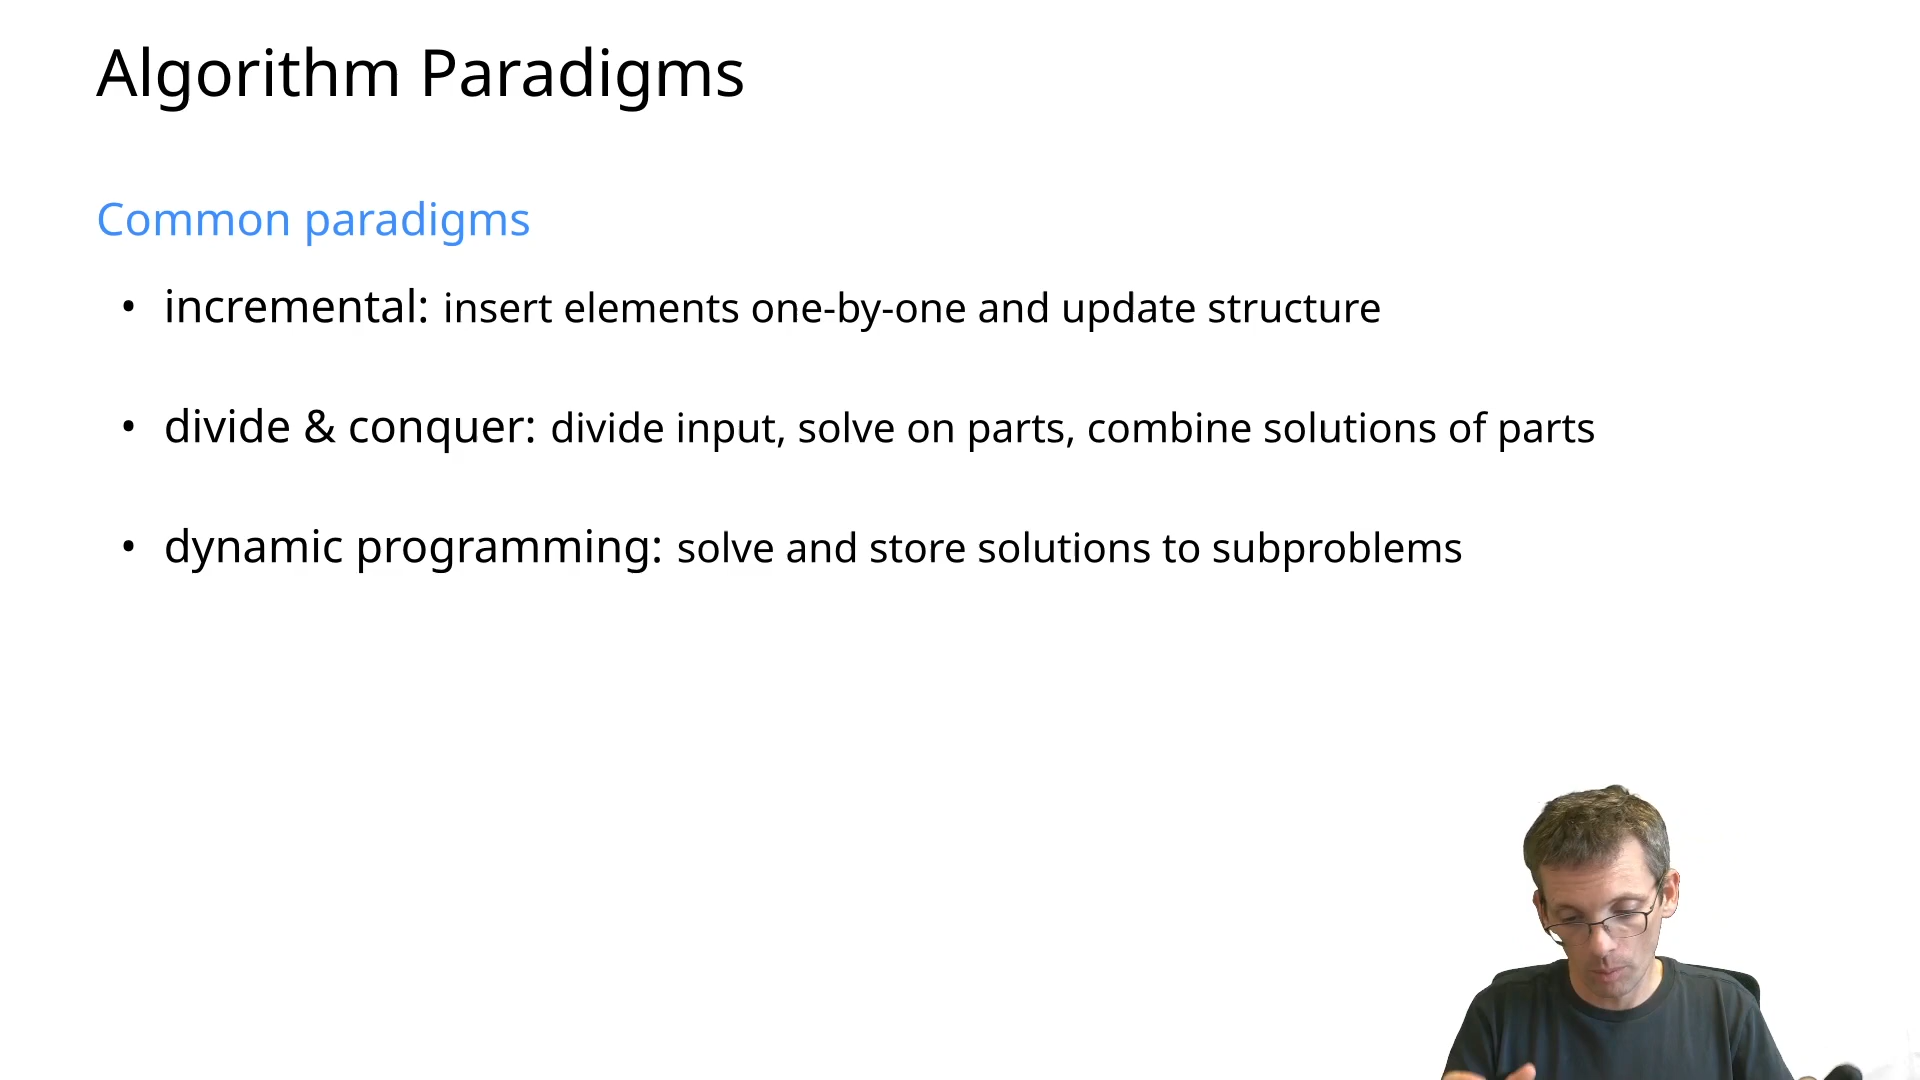 Algorithm Paradigms
Common paradigms
• incremental: insert elements one-by-one and update structure
• divide & conquer: divide input, solve on parts, combine solutions of parts
• dynamic programming: solve and store solutions to subproblems